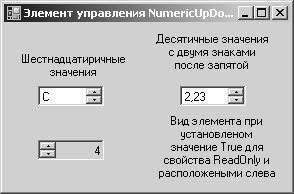 Элемент управления NumericUpDo...
Шестнадцатиричные
значения
C
Десятичные значения
с двумя знаками
после запятой
2,23
4
Вид элемента при
установленом
значение True для
свойства ReadOnly и
расположеными слева